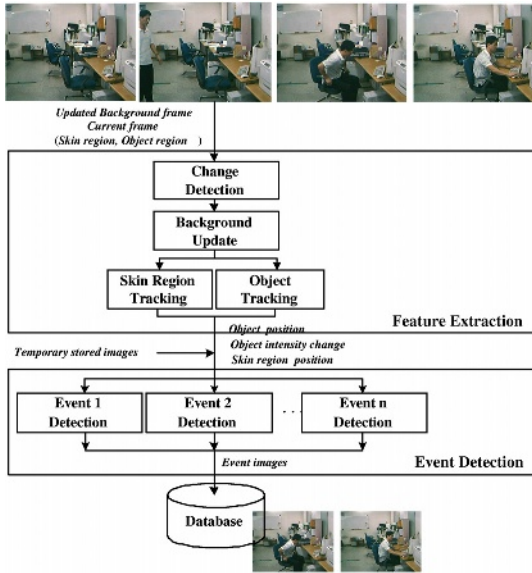 Updated Background frame
Current frame
(Skin region, Object region )
Change
Detection
Background
Update
Skin Region
Tracking
Object
Tracking
Feature Extraction
Object position
Temporary stored images
Object intensity change
Skin region position
Event 1
Detection
Event 2
Detection
. . .
Event n
Detection
Event Detection
Event images
Database